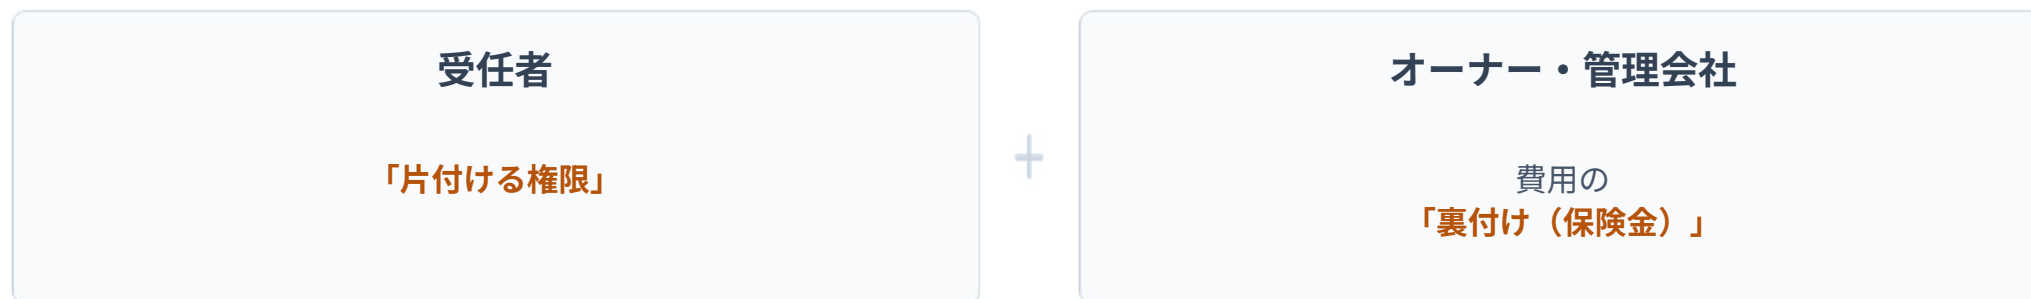 受任者
「片付ける権限」
+
オーナー・管理会社
費用の
「裏付け（保険金）」